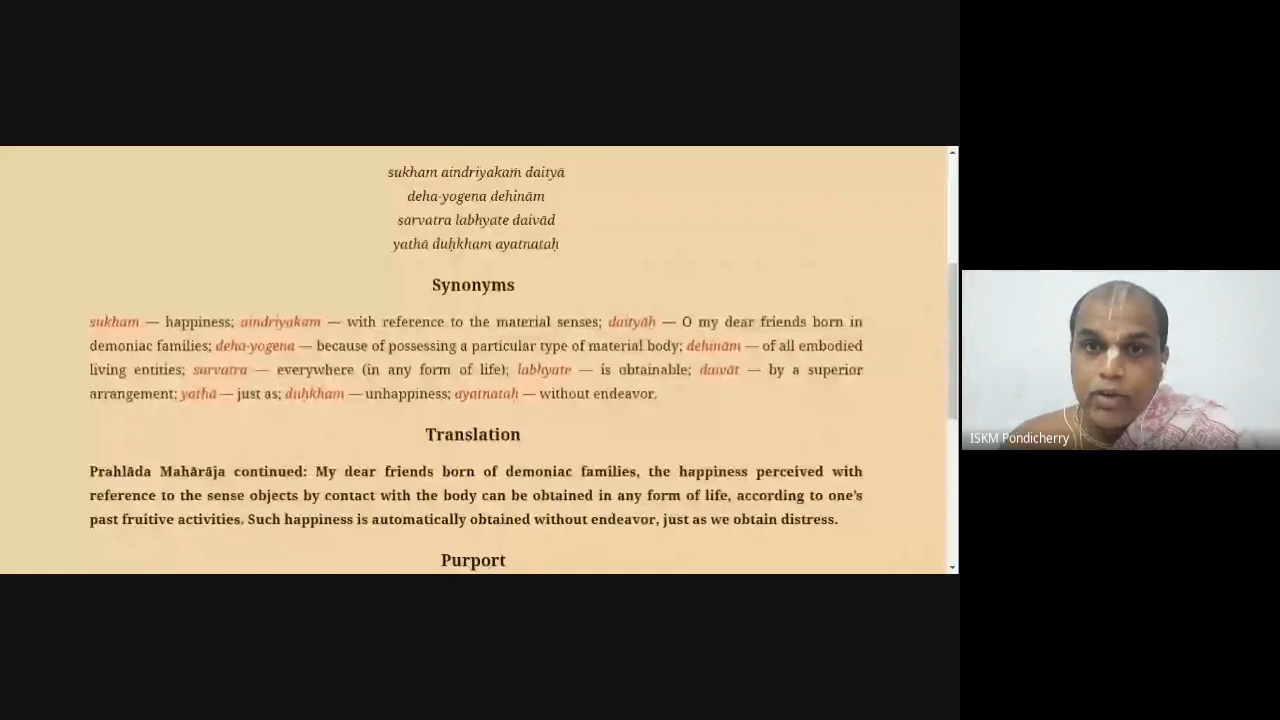 sukham aindriyakaṁ daityā
deha-yogena dehinām
sarvatra labhyate daivād
yathā duḥkham ayatnataḥ
Synonyms
sukham — happiness; aindriyakam — with reference to the material senses; daityāḥ — O my dear friends born in
demoniac families; deha-yogena — because of possessing a particular type of material body; dehinām — of all embodied
living entities; sarvatra — everywhere (in any form of life); labhyate — is obtainable; daivāt — by a superior
arrangement; yathā — just as; duḥkham — unhappiness; ayatnataḥ — without endeavor.
Translation
Prahlāda Mahārāja continued: My dear friends born of demoniac families, the happiness perceived with
reference to the sense objects by contact with the body can be obtained in any form of life, according to one's
past fruitive activities. Such happiness is automatically obtained without endeavor, just as we obtain distress.
Purport
ISKM Pondicherry